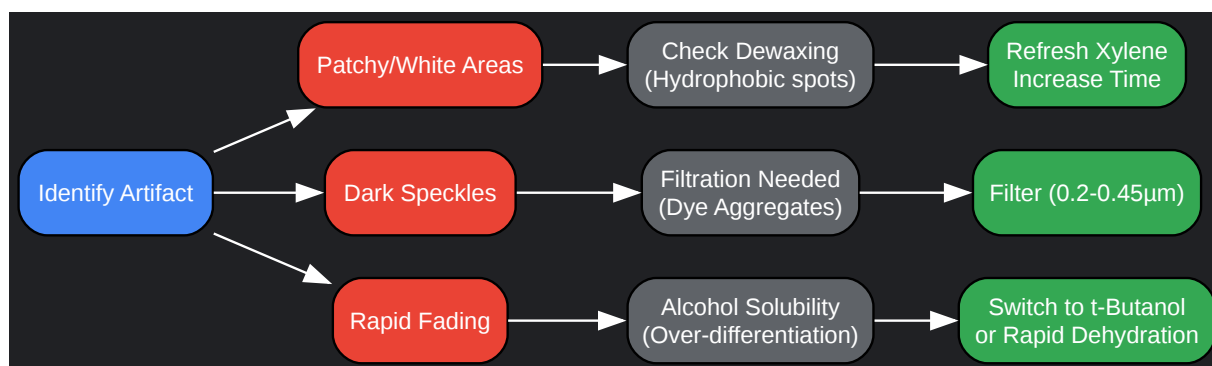 Patchy/White Areas
Check Dewaxing
(Hydrophobic spots)
Refresh Xylene
Increase Time
Identify Artifact
Dark Speckles
Filtration Needed
(Dye Aggregates)
Filter (0.2-0.45µm)
Rapid Fading
Alcohol Solubility
(Over-differentiation)
Switch to t-Butanol
or Rapid Dehydration